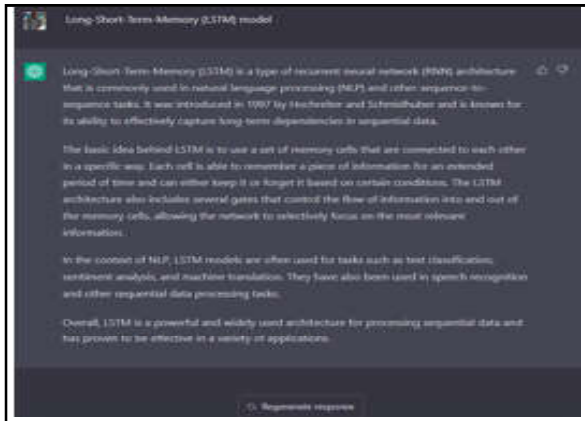 Long-Short-Term-Memory (LSTM) model
Long-Short-Term-Memory (LSTM) is a type of recurrent neural network (RNN) architecture
that is commonly used in natural language processing (NLP) and other sequence-to-
sequence tasks. It was introduced in 1997 by Hochreiter and Schmidhuber and is known for
its ability to effectively capture long-term dependencies in sequential data.
The basic idea behind LSTM is to use a set of memory cells that are connected to each other
in a specific way. Each cell is able to remember a piece of information for an extended
period of time and can either keep it or forget it based on certain conditions. The LSTM
architecture also includes several gates that control the flow of information into and out of
the memory cells, allowing the network to selectively focus on the most relevant
information.
In the context of NLP, LSTM models are often used for tasks such as text classification,
sentiment analysis, and machine translation. They have also been used in speech recognition
and other sequential data processing tasks.
Overall, LSTM is a powerful and widely used architecture for processing sequential data and
has proven to be effective in a variety of applications.
Regenerate response